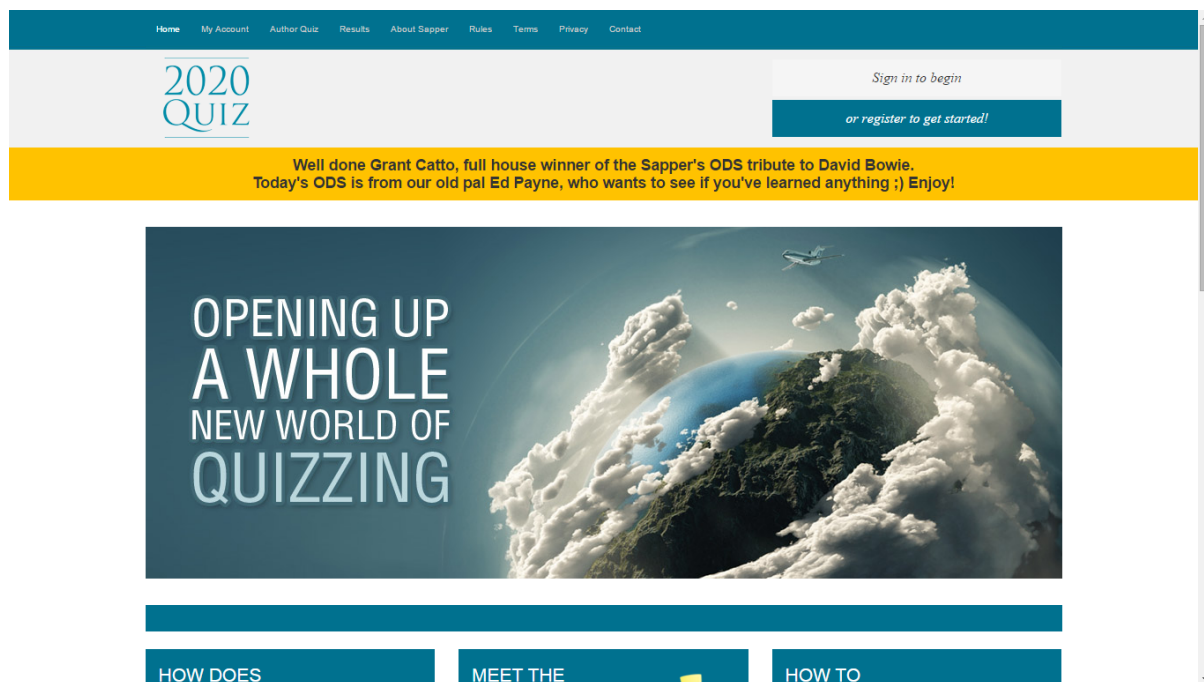 Home My Account Author Quiz Results About Sapper Rules Terms Privacy Contact
2020
QUIZ
Sign in to begin
or register to get started!
Well done Grant Catto, full house winner of the Sapper's ODS tribute to David Bowie.
Today's ODS is from our old pal Ed Payne, who wants to see if you've learned anything ;) Enjoy!
OPENING UP
A WHOLE
NEW WORLD OF
QUIZZING
HOW DOES
MEET THE
HOW TO